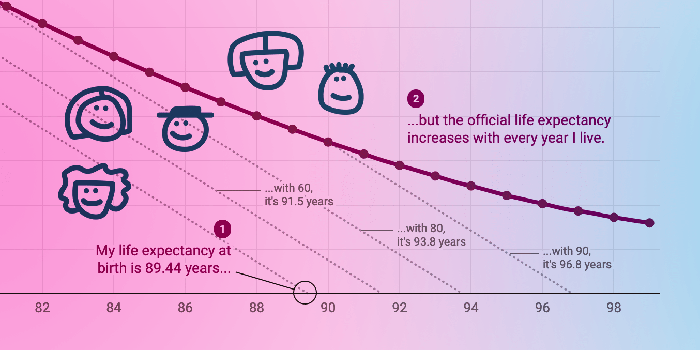 2
...but the official life expectancy
increases with every year I live.
...with 60,
it's 91.5 years
1
My life expectancy at
birth is 89.44 years...
...with 80,
it's 93.8 years
...with 90,
it's 96.8 years
82 84 86 88 90 92 94 96 98